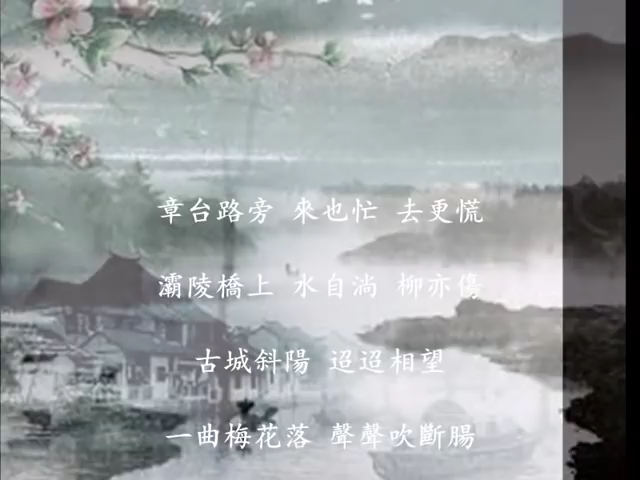 章台路旁 來也忙 去更慌
灞陵橋上 水自淌 柳亦傷
古城斜陽 迢迢相望
一曲梅花落 聲聲吹斷腸